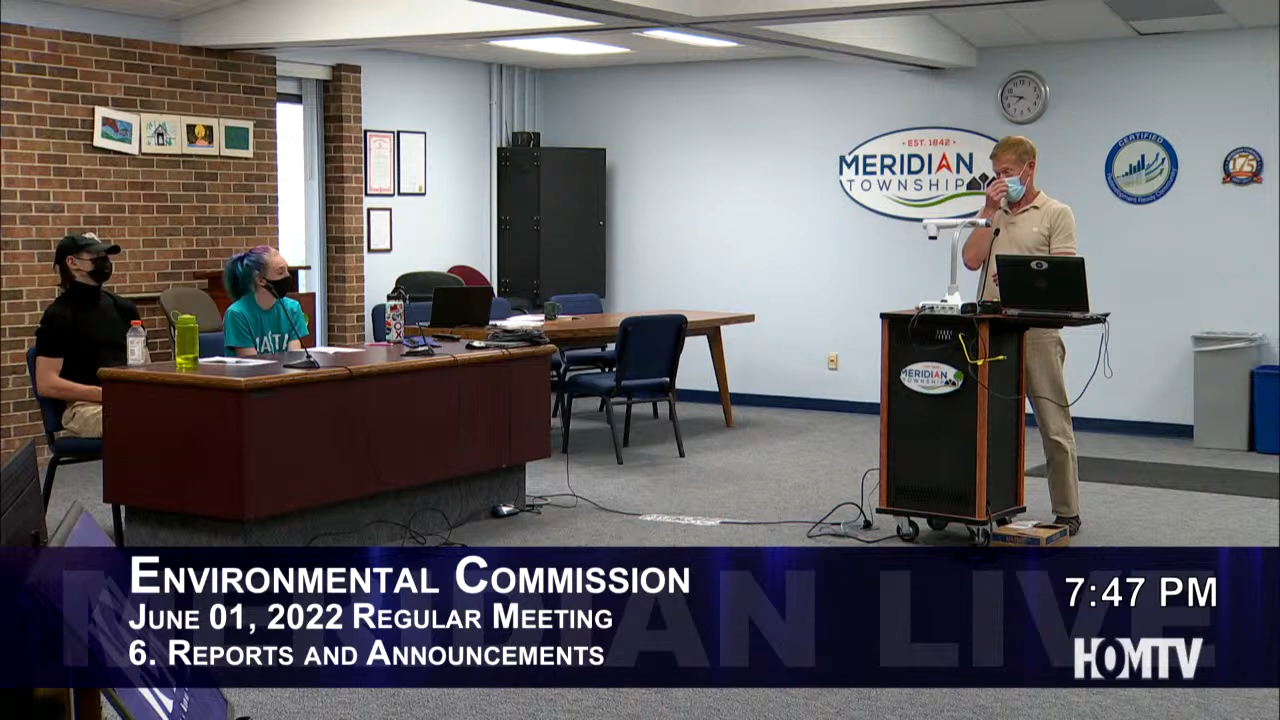 • EST. 1842 •
MERIDIAN
TOWNSHIP
CERTIFIED
175
MERIDIAN
TOWNSHIP
ENVIRONMENTAL COMMISSION
JUNE 01, 2022 REGULAR MEETING
6. REPORTS AND ANNOUNCEMENTS
7:47 PM
HOMTV
MERIDIAN LIVE